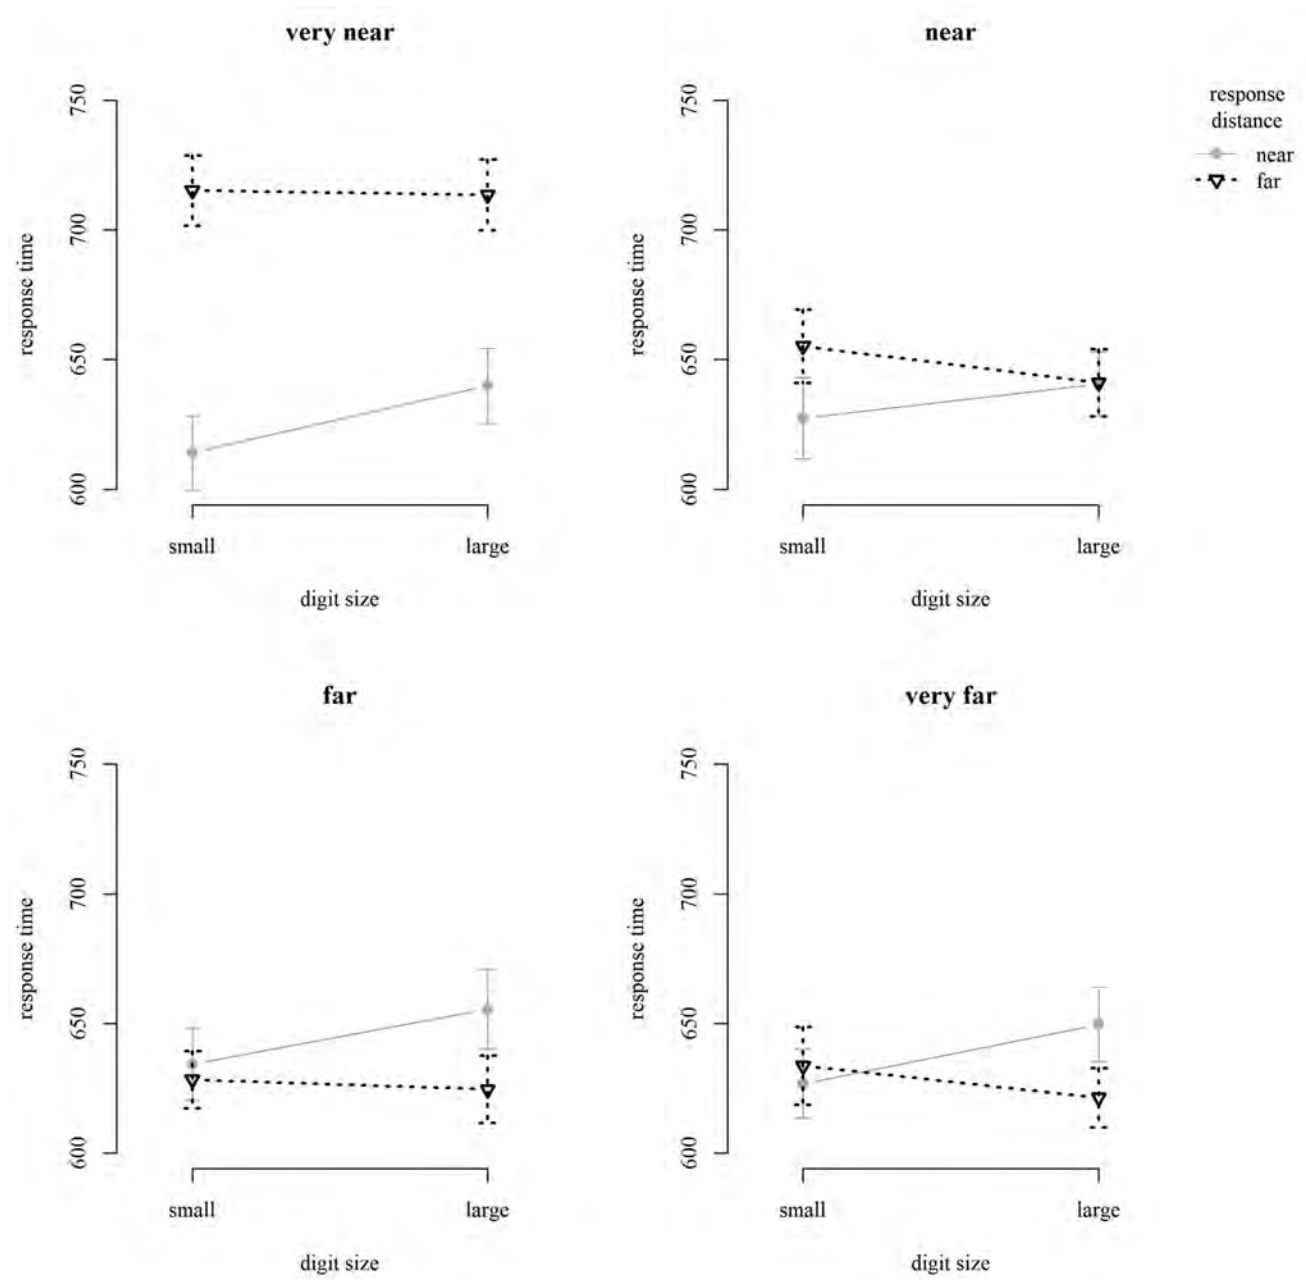 very near
750
700
650
600
response time
small large
digit size
near
750
700
650
600
response time
small large
digit size
response
distance
near
far
far
750
700
650
600
response time
small large
digit size
very far
750
700
650
600
response time
small large
digit size